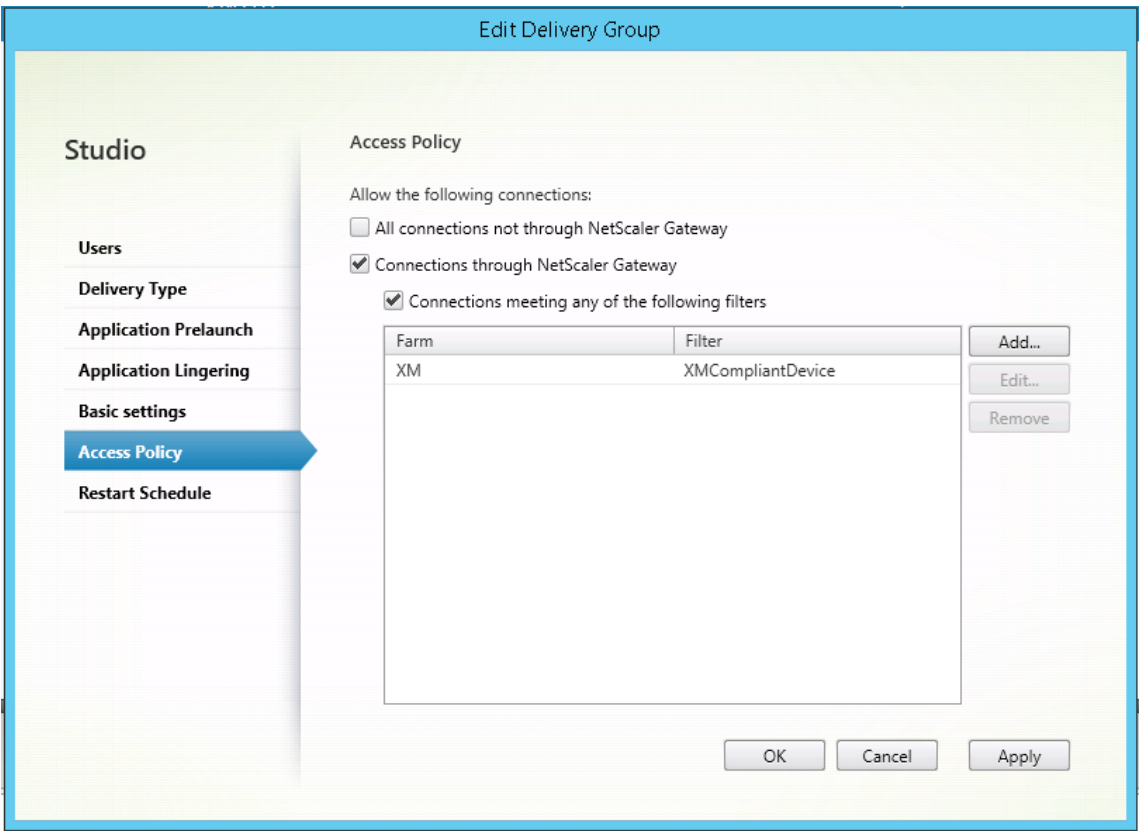 Edit Delivery Group
Studio
Users
Delivery Type
Application Prelaunch
Application Lingering
Basic settings
Access Policy
Restart Schedule
Access Policy
Allow the following connections:
All connections not through NetScaler Gateway
Connections through NetScaler Gateway
Connections meeting any of the following filters
Farm Filter
XM XMCompliantDevice
Add...
Edit...
Remove
OK Cancel Apply